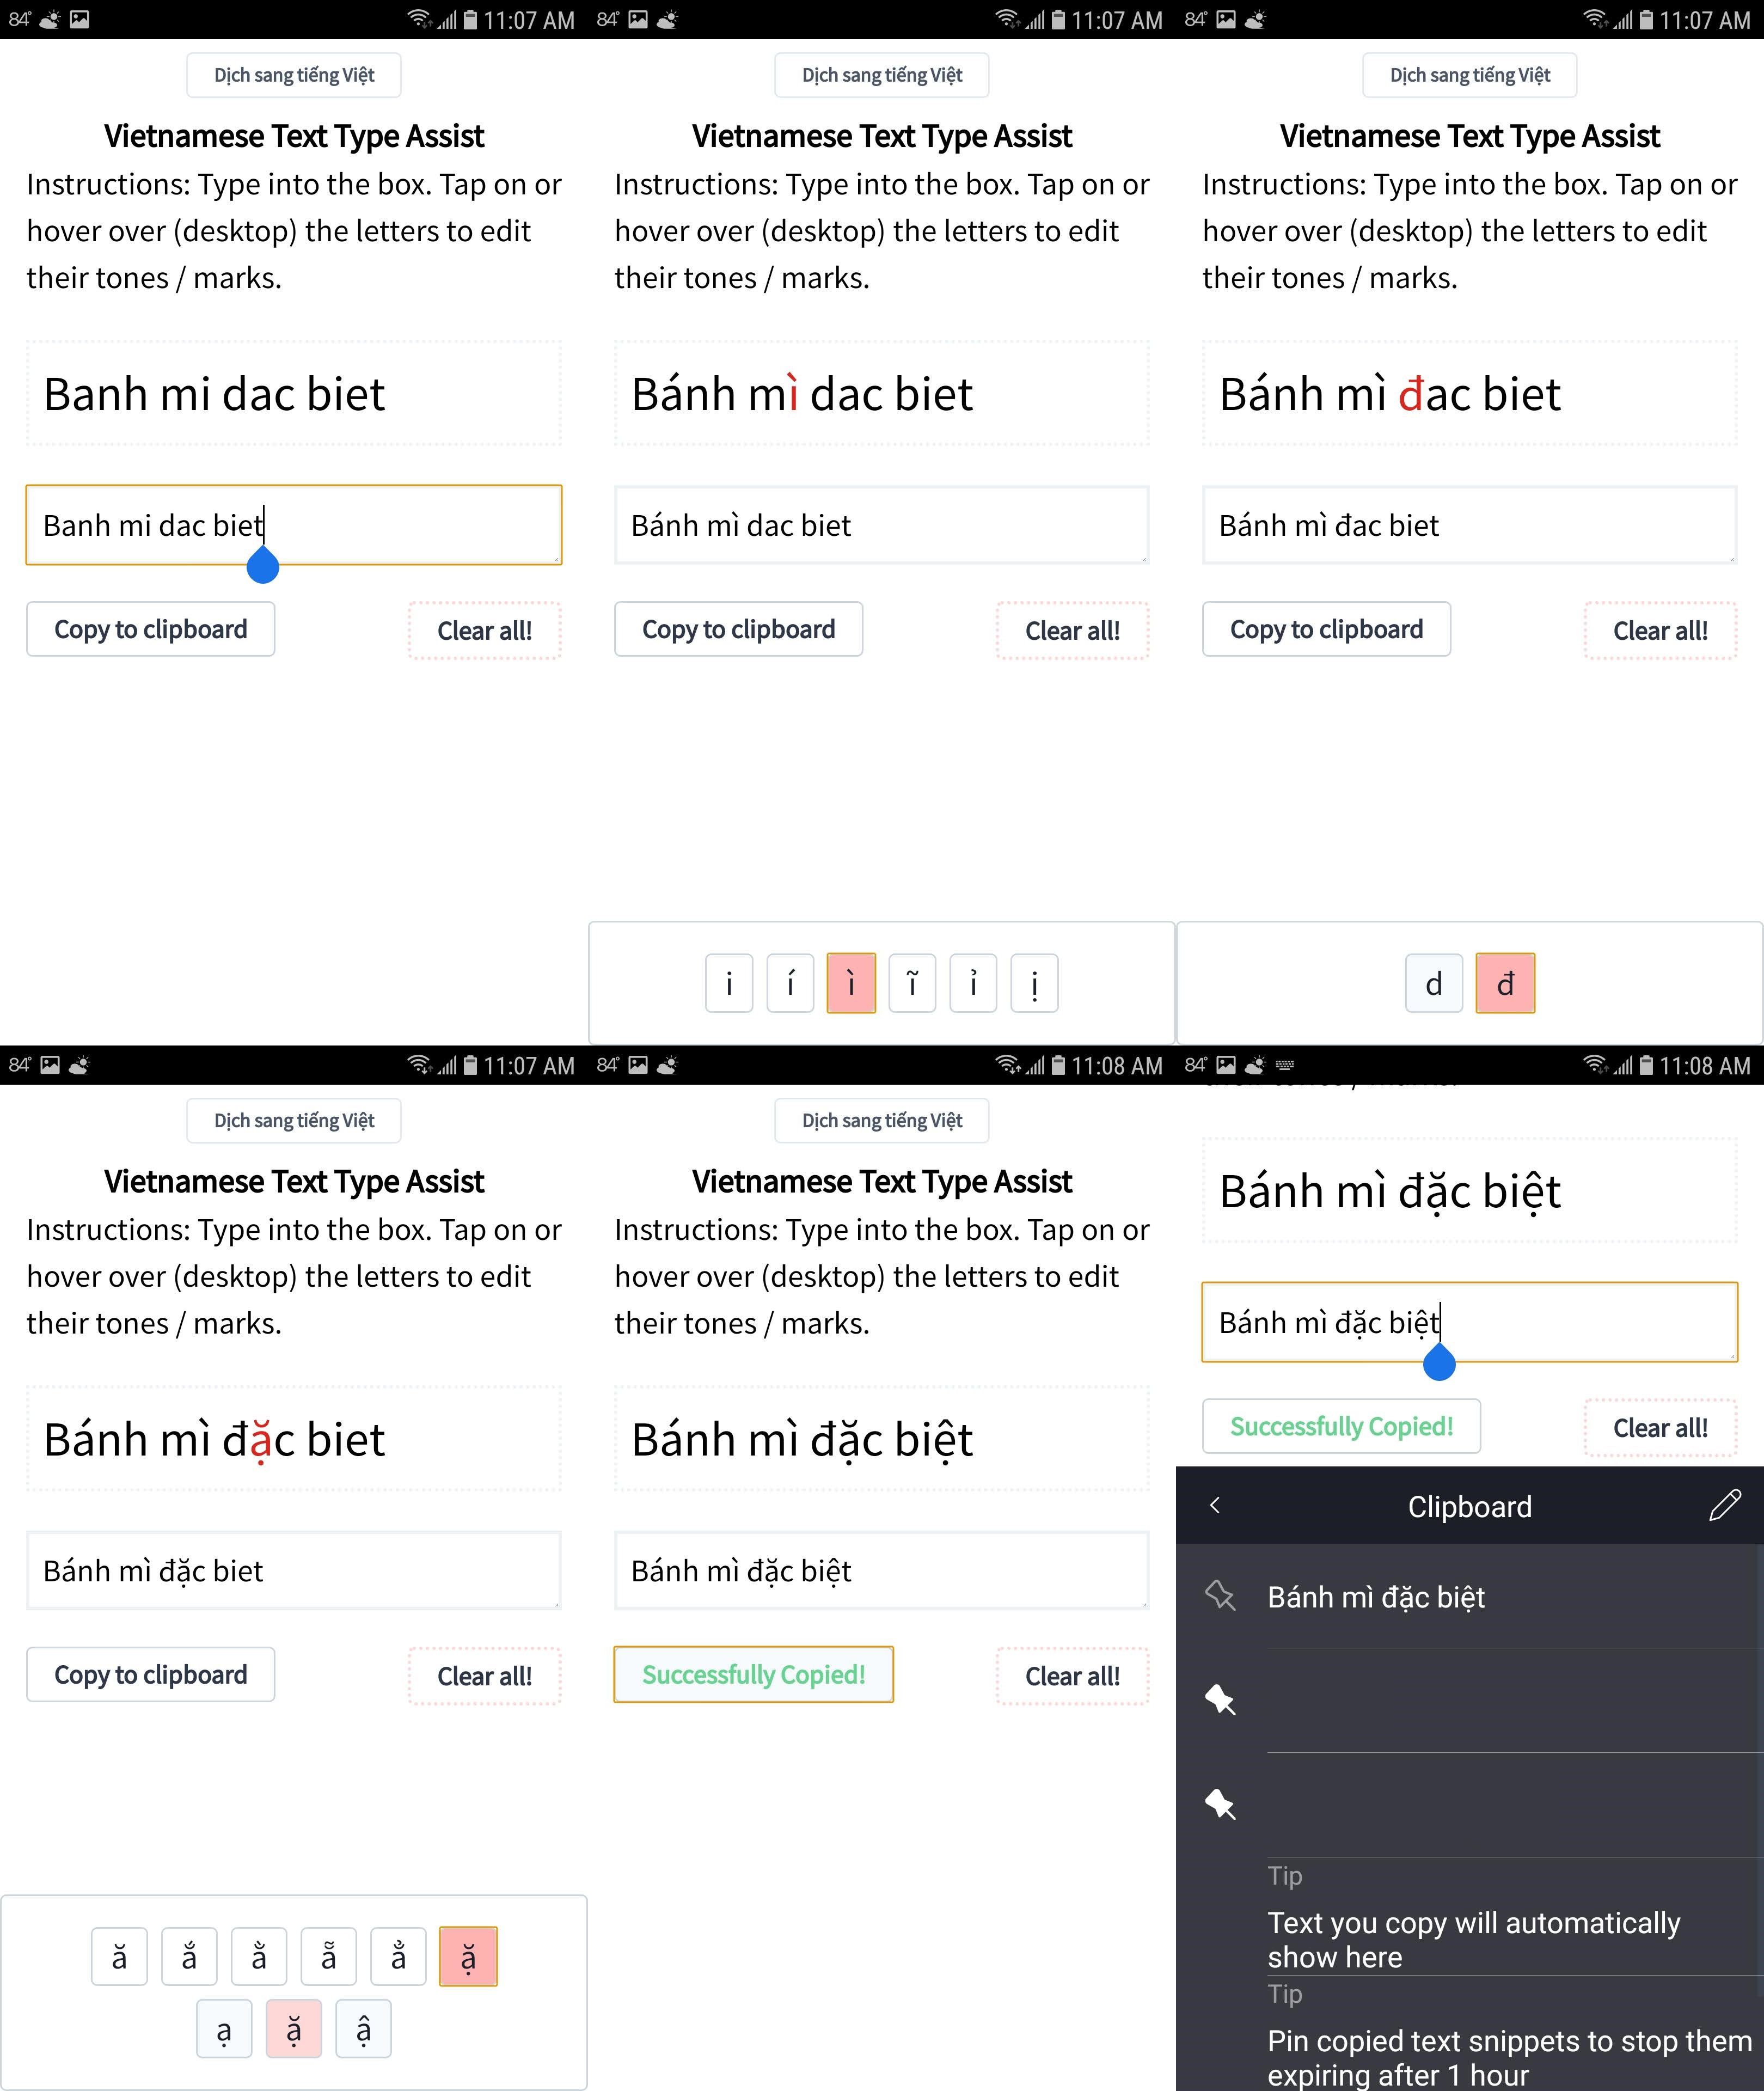 84° 11:07 AM
Dịch sang tiếng Việt
Vietnamese Text Type Assist
Instructions: Type into the box. Tap on or
hover over (desktop) the letters to edit
their tones / marks.
Banh mi dac biet
Banh mi dac biet
Copy to clipboard Clear all!
84° 11:07 AM
Dịch sang tiếng Việt
Vietnamese Text Type Assist
Instructions: Type into the box. Tap on or
hover over (desktop) the letters to edit
their tones / marks.
Bánh mì dac biet
Bánh mì dac biet
Copy to clipboard Clear all!
i í ì ĩ ỉ ị
84° 11:07 AM
Dịch sang tiếng Việt
Vietnamese Text Type Assist
Instructions: Type into the box. Tap on or
hover over (desktop) the letters to edit
their tones / marks.
Bánh mì đac biet
Bánh mì đac biet
Copy to clipboard Clear all!
d đ
84° 11:07 AM
Dịch sang tiếng Việt
Vietnamese Text Type Assist
Instructions: Type into the box. Tap on or
hover over (desktop) the letters to edit
their tones / marks.
Bánh mì đặc biet
Bánh mì đặc biet
Copy to clipboard Clear all!
ă ắ ằ ẵ ẳ ặ
ạ ặ ậ
84° 11:08 AM
Dịch sang tiếng Việt
Vietnamese Text Type Assist
Instructions: Type into the box. Tap on or
hover over (desktop) the letters to edit
their tones / marks.
Bánh mì đặc biệt
Bánh mì đặc biệt
Successfully Copied! Clear all!
84° 11:08 AM
Bánh mì đặc biệt
Bánh mì đặc biệt
Successfully Copied! Clear all!
Clipboard
Bánh mì đặc biệt
Tip
Text you copy will automatically
show here
Tip
Pin copied text snippets to stop them
expiring after 1 hour